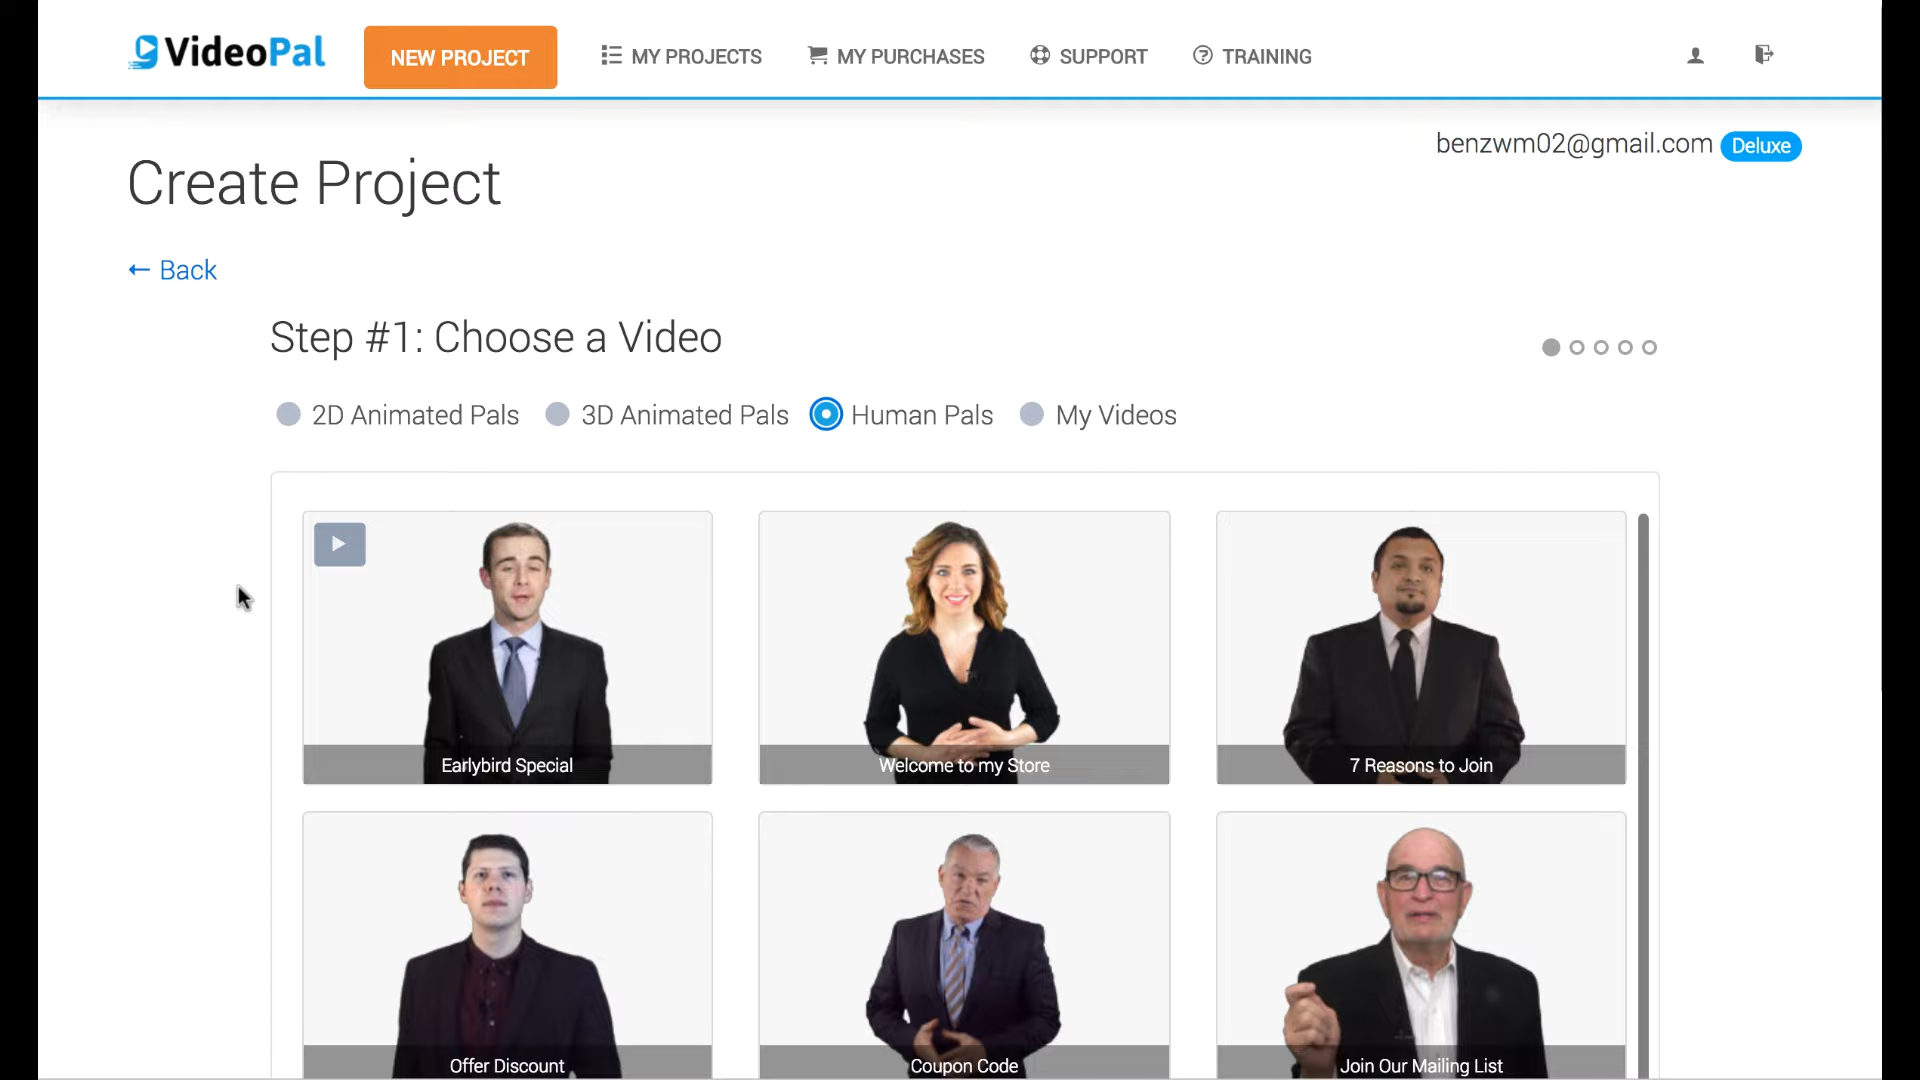 VideoPal
NEW PROJECT
MY PROJECTS
MY PURCHASES
SUPPORT
TRAINING
benzwm02@gmail.com Deluxe
Create Project
← Back
Step #1: Choose a Video
2D Animated Pals
3D Animated Pals
Human Pals
My Videos
Earlybird Special
Welcome to my Store
7 Reasons to Join
Offer Discount
Coupon Code
Join Our Mailing List